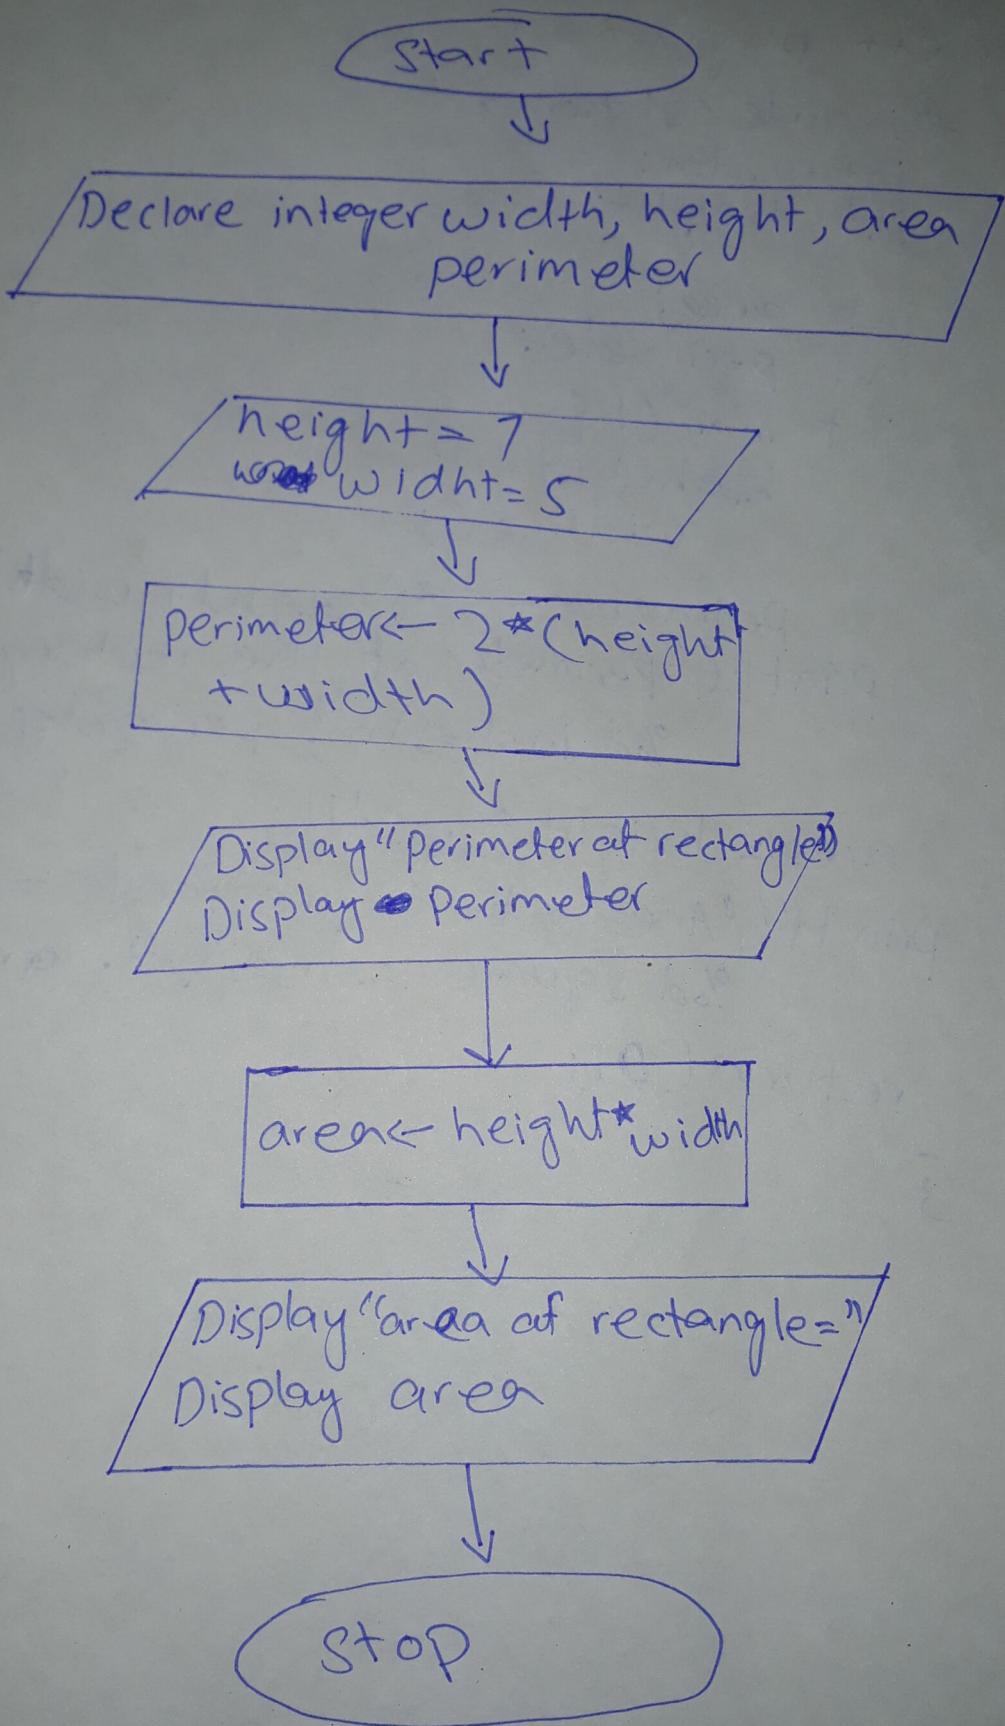 Start
Declare integer width, height, area
perimeter
height = 7
widht = 5
perimeter ← 2 * (height
+ width)
Display "Perimeter of rectangle="
Display Perimeter
area ← height * width
Display "area of rectangle="
Display area
Stop